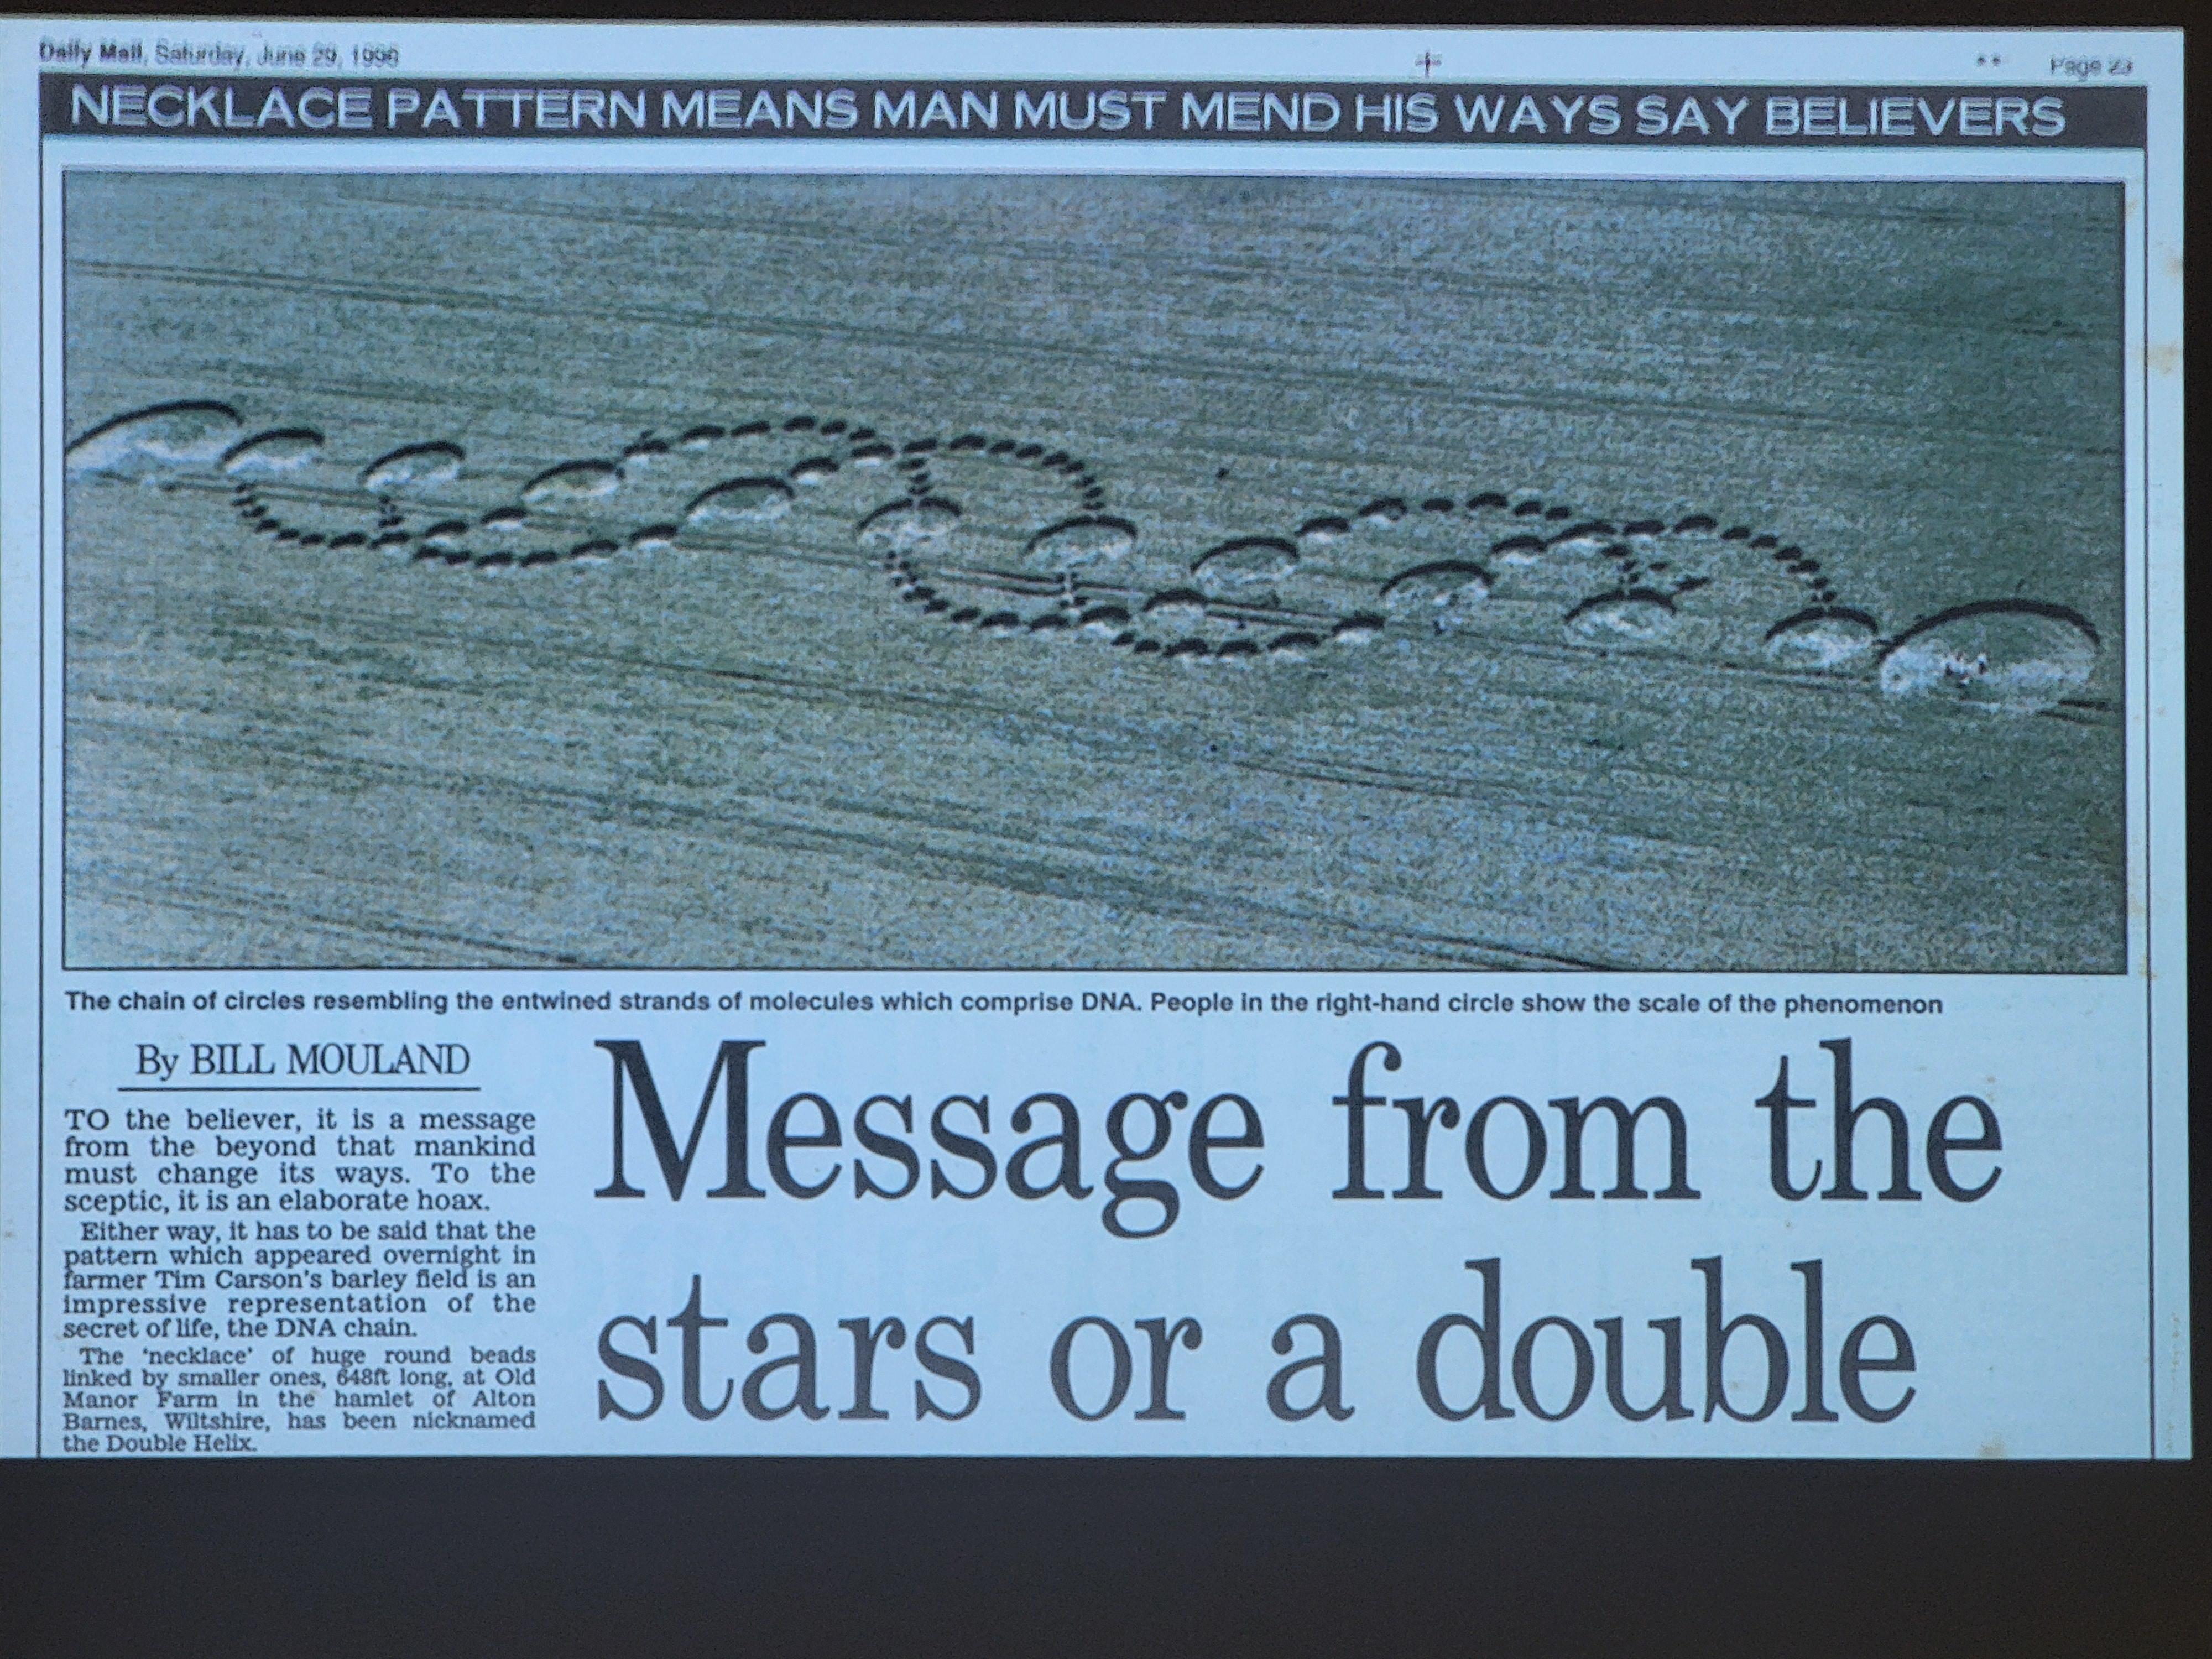 Daily Mail, Saturday, June 29, 1996
** Page 23
NECKLACE PATTERN MEANS MAN MUST MEND HIS WAYS SAY BELIEVERS
The chain of circles resembling the entwined strands of molecules which comprise DNA. People in the right-hand circle show the scale of the phenomenon
By BILL MOULAND
TO the believer, it is a message
from the beyond that mankind
must change its ways. To the
sceptic, it is an elaborate hoax.
Either way, it has to be said that the
pattern which appeared overnight in
farmer Tim Carson's barley field is an
impressive representation of the
secret of life, the DNA chain.
The 'necklace' of huge round beads
linked by smaller ones, 648ft long, at Old
Manor Farm in the hamlet of Alton
Barnes, Wiltshire, has been nicknamed
the Double Helix.
Message from the
stars or a double